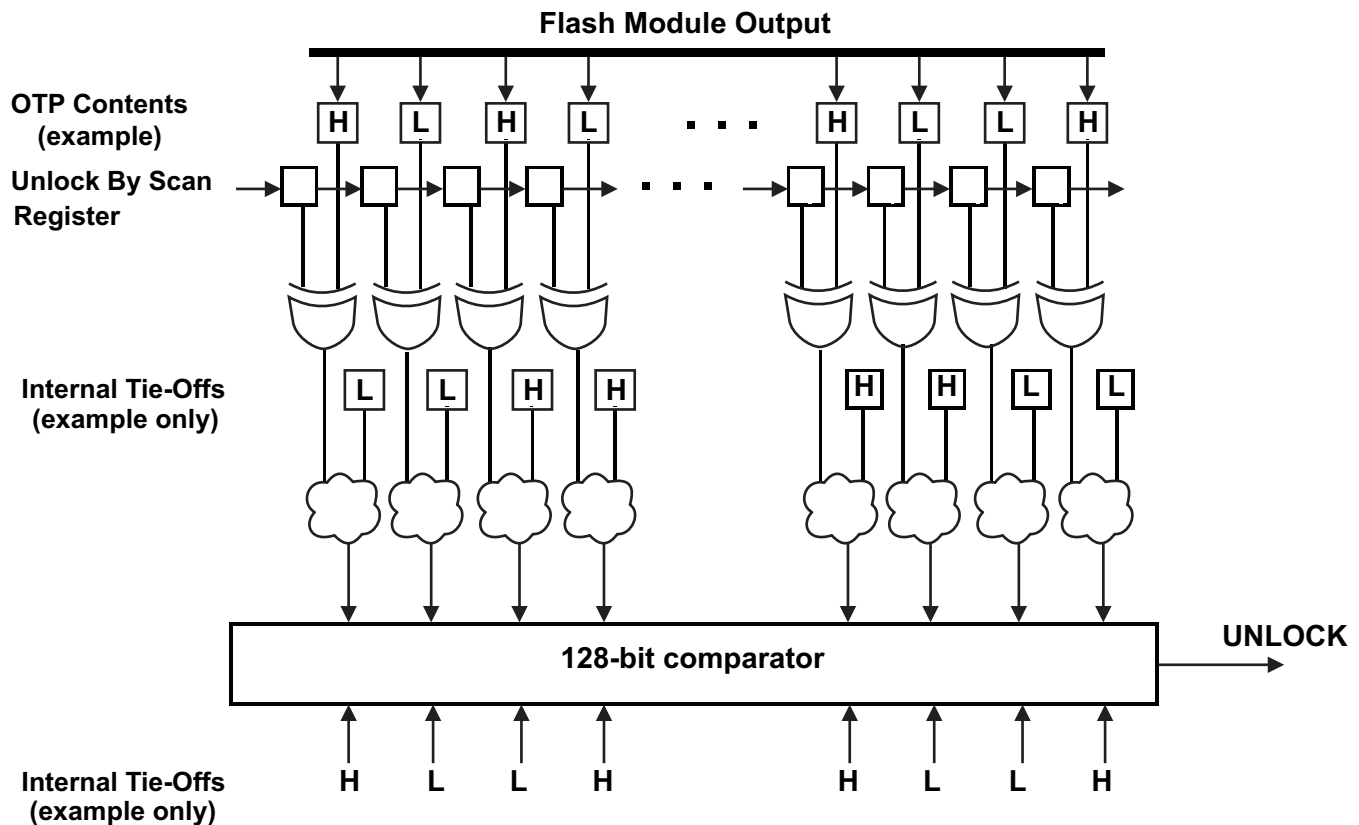 Flash Module Output
OTP Contents
(example)
H L H L . . . H L L H
Unlock By Scan
Register
. . .
Internal Tie-Offs
(example only)
L L H H H H L L
128-bit comparator
UNLOCK
H L L H H L L H
Internal Tie-Offs
(example only)